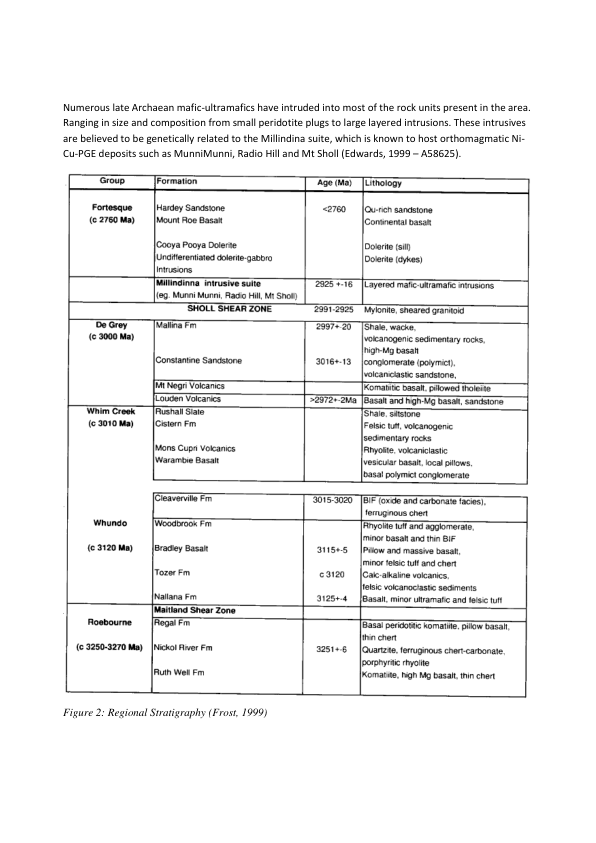 Numerous late Archaean mafic-ultramafics have intruded into most of the rock units present in the area.
Ranging in size and composition from small peridotite plugs to large layered intrusions. These intrusives
are believed to be genetically related to the Millindina suite, which is known to host orthomagmatic Ni-
Cu-PGE deposits such as MunniMunni, Radio Hill and Mt Sholl (Edwards, 1999 – A58625).
Group Formation Age (Ma) Lithology
Fortesque Hardey Sandstone <2760 Qu-rich sandstone
(c 2760 Ma) Mount Roe Basalt Continental basalt
Cooya Pooya Dolerite Dolerite (sill)
Undifferentiated dolerite-gabbro Dolerite (dykes)
Intrusions
Millindinna intrusive suite 2925 +-16 Layered mafic-ultramafic intrusions
(eg. Munni Munni, Radio Hill, Mt Sholl)
SHOLL SHEAR ZONE 2991-2925 Mylonite, sheared granitoid
De Grey Mallina Fm 2997+-20 Shale, wacke,
(c 3000 Ma) volcanogenic sedimentary rocks,
high-Mg basalt
Constantine Sandstone 3016+-13 conglomerate (polymict),
volcaniclastic sandstone,
Mt Negri Volcanics Komatiitic basalt, pillowed tholeiite
Louden Volcanics >2972+-2Ma Basalt and high-Mg basalt, sandstone
Whim Creek Rushall Slate Shale, siltstone
(c 3010 Ma) Cistern Fm Felsic tuff, volcanogenic
sedimentary rocks
Mons Cupri Volcanics Rhyolite, volcaniclastic
Warambie Basalt vesicular basalt, local pillows,
basal polymict conglomerate
Cleaverville Fm 3015-3020 BIF (oxide and carbonate facies),
ferruginous chert
Whundo Woodbrook Fm Rhyolite tuff and agglomerate,
minor basalt and thin BIF
(c 3120 Ma) Bradley Basalt 3115+-5 Pillow and massive basalt,
minor felsic tuff and chert
Tozer Fm c 3120 Calc-alkaline volcanics,
felsic volcanoclastic sediments
Nallana Fm 3125+-4 Basalt, minor ultramafic and felsic tuff
Maitland Shear Zone
Roebourne Regal Fm Basal peridotitic komatiite, pillow basalt,
thin chert
(c 3250-3270 Ma) Nickol River Fm 3251+-6 Quartzite, ferruginous chert-carbonate,
porphyritic rhyolite
Ruth Well Fm Komatiite, high Mg basalt, thin chert
Figure 2: Regional Stratigraphy (Frost, 1999)